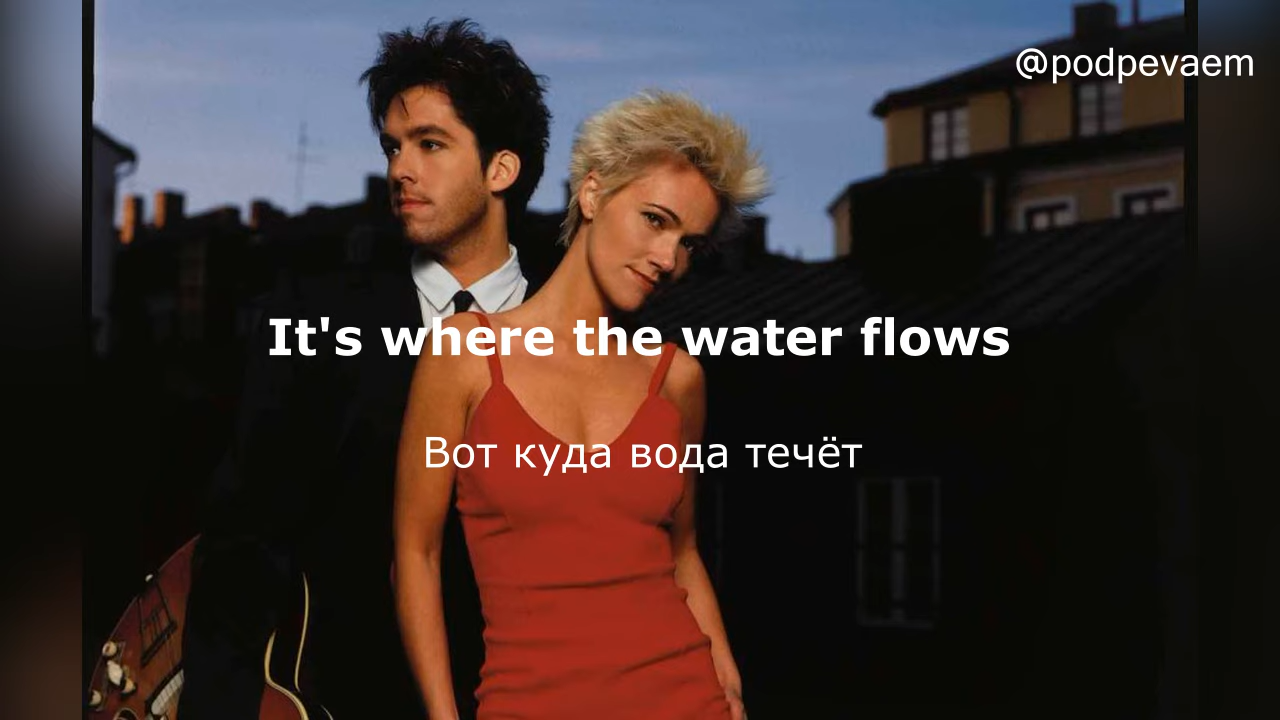 @podpevaem
It's where the water flows
Вот куда вода течёт